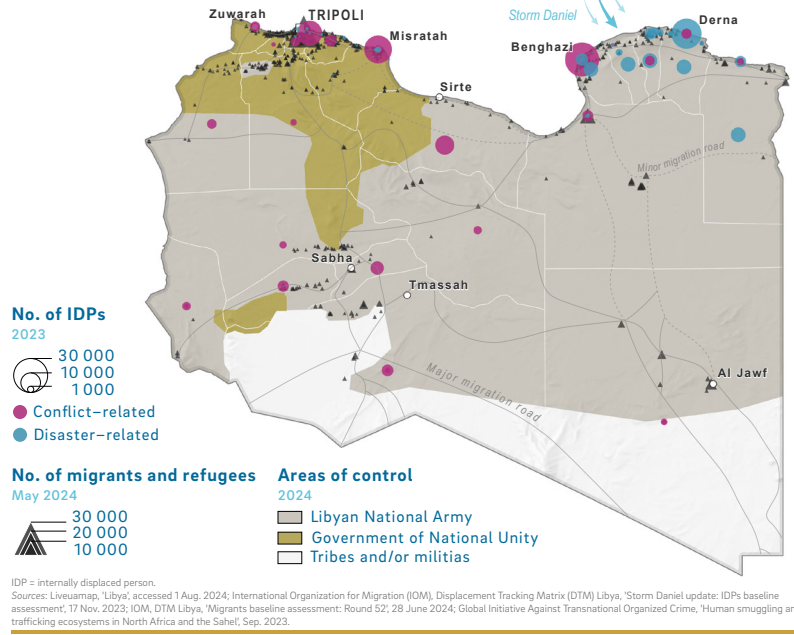 Storm Daniel
Zuwarah
TRIPOLI
Misratah
Sirte
Benghazi
Derna
Minor migration road
Sabha
Tmassah
Major migration road
Al Jawf
No. of IDPs
2023
30 000
10 000
1 000
Conflict–related
Disaster–related
No. of migrants and refugees
May 2024
30 000
20 000
10 000
Areas of control
2024
Libyan National Army
Government of National Unity
Tribes and/or militias
IDP = internally displaced person.
Sources: Liveuamap, 'Libya', accessed 1 Aug. 2024; International Organization for Migration (IOM), Displacement Tracking Matrix (DTM) Libya, 'Storm Daniel update: IDPs baseline
assessment', 17 Nov. 2023; IOM, DTM Libya, 'Migrants baseline assessment: Round 52', 28 June 2024; Global Initiative Against Transnational Organized Crime, 'Human smuggling an
trafficking ecosystems in North Africa and the Sahel', Sep. 2023.